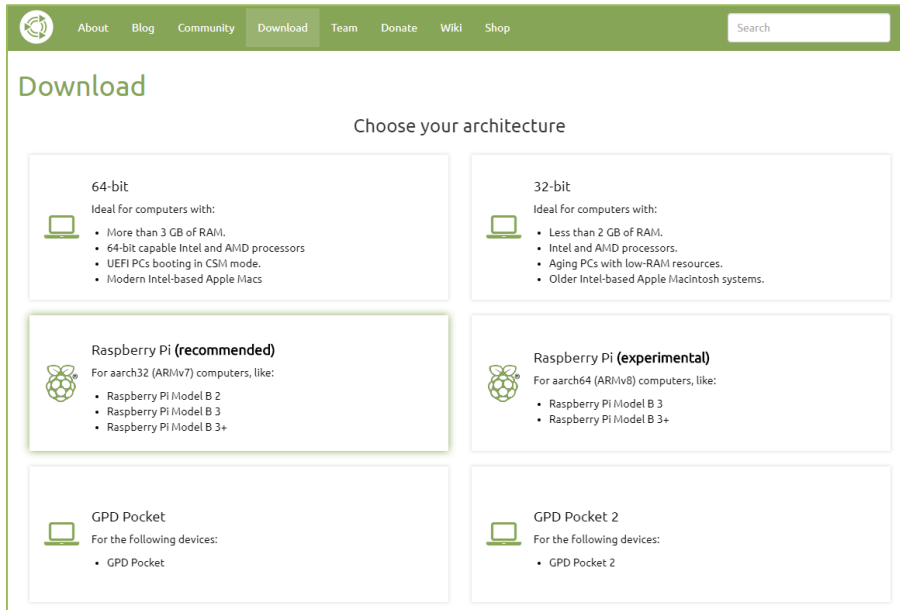 About Blog Community Download Team Donate Wiki Shop Search
Download
Choose your architecture
64-bit
Ideal for computers with:
• More than 3 GB of RAM.
• 64-bit capable Intel and AMD processors
• UEFI PCs booting in CSM mode.
• Modern Intel-based Apple Macs
32-bit
Ideal for computers with:
• Less than 2 GB of RAM.
• Intel and AMD processors.
• Aging PCs with low-RAM resources.
• Older Intel-based Apple Macintosh systems.
Raspberry Pi (recommended)
For aarch32 (ARMv7) computers, like:
• Raspberry Pi Model B 2
• Raspberry Pi Model B 3
• Raspberry Pi Model B 3+
Raspberry Pi (experimental)
For aarch64 (ARMv8) computers, like:
• Raspberry Pi Model B 3
• Raspberry Pi Model B 3+
GPD Pocket
For the following devices:
• GPD Pocket
GPD Pocket 2
For the following devices:
• GPD Pocket 2